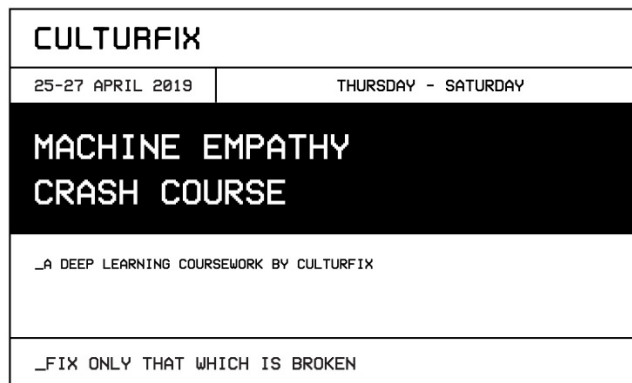 CULTURFIX
25-27 APRIL 2019
THURSDAY - SATURDAY
MACHINE EMPATHY
CRASH COURSE
_A DEEP LEARNING COURSEWORK BY CULTURFIX
_FIX ONLY THAT WHICH IS BROKEN